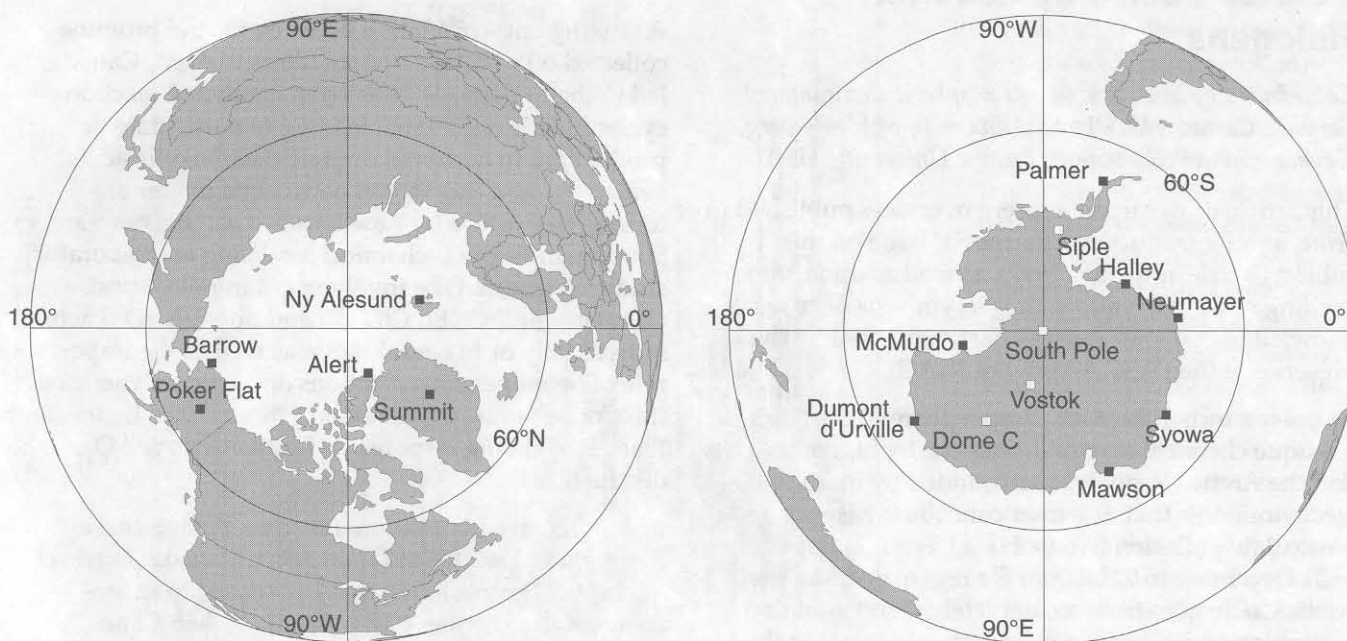 90°E
180°
0°
Ny Alesund
Barrow
Alert
Poker Flat
Summit
60°N
90°W
90°W
Palmer
60°S
Siple
Halley
Neumayer
180°
0°
McMurdo
South Pole
Vostok
Dumont
d'Urville
Dome C
Syowa
Mawson
90°E